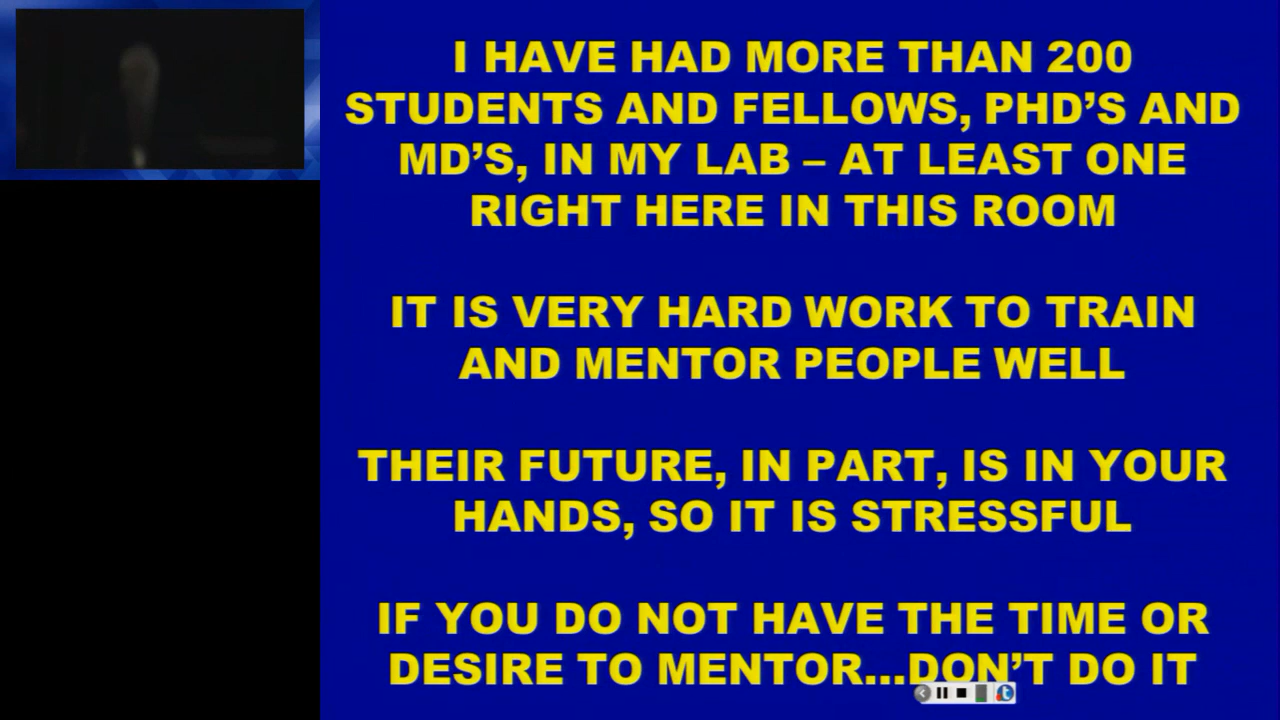 I HAVE HAD MORE THAN 200
STUDENTS AND FELLOWS, PHD’S AND
MD’S, IN MY LAB – AT LEAST ONE
RIGHT HERE IN THIS ROOM
IT IS VERY HARD WORK TO TRAIN
AND MENTOR PEOPLE WELL
THEIR FUTURE, IN PART, IS IN YOUR
HANDS, SO IT IS STRESSFUL
IF YOU DO NOT HAVE THE TIME OR
DESIRE TO MENTOR...DON’T DO IT